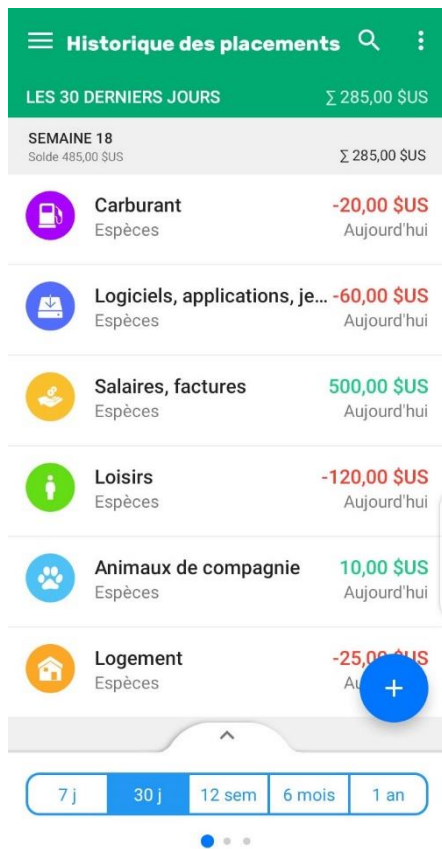 Historique des placements
LES 30 DERNIERS JOURS ∑ 285,00 $US
SEMAINE 18
Solde 485,00 $US ∑ 285,00 $US
Carburant -20,00 $US
Espèces Aujourd'hui
Logiciels, applications, je... -60,00 $US
Espèces Aujourd'hui
Salaires, factures 500,00 $US
Espèces Aujourd'hui
Loisirs -120,00 $US
Espèces Aujourd'hui
Animaux de compagnie 10,00 $US
Espèces Aujourd'hui
Logement
Espèces
7 j 30 j 12 sem 6 mois 1 an